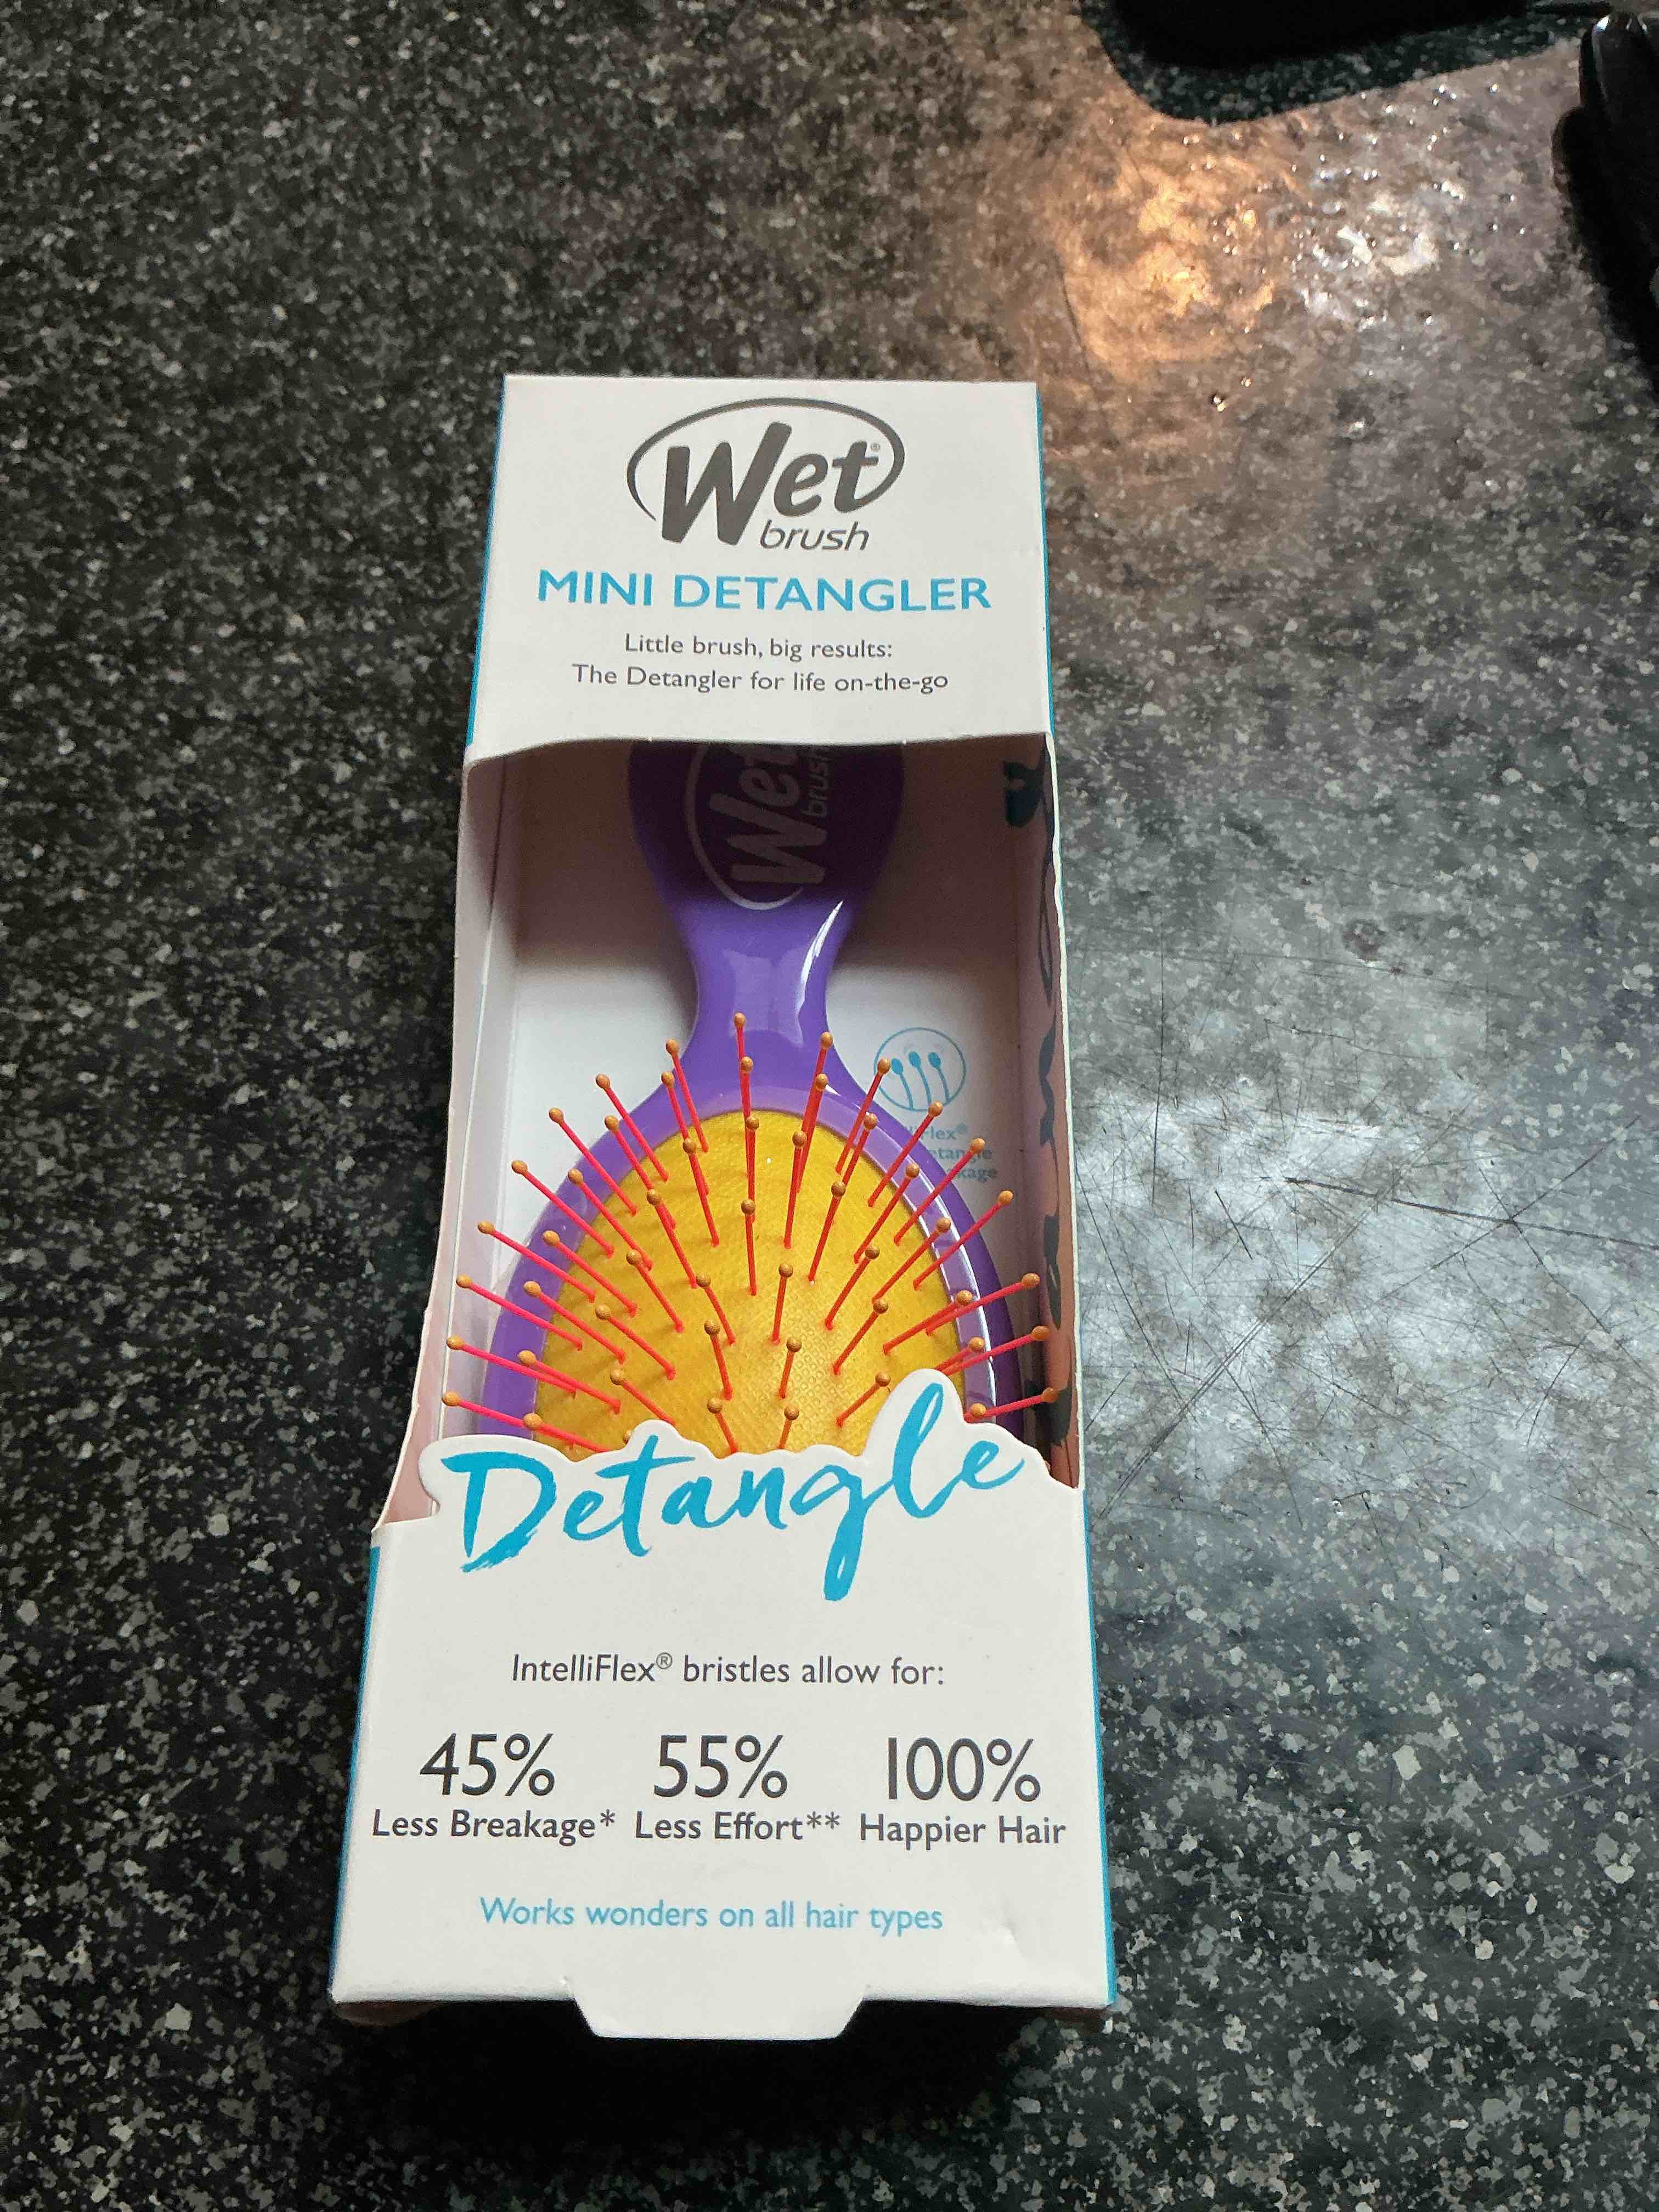 Wet®
brush
MINI DETANGLER
Little brush, big results:
The Detangler for life on-the-go
Wet
brush
Detangle
IntelliFlex® bristles allow for:
45% 55% 100%
Less Breakage* Less Effort** Happier Hair
Works wonders on all hair types